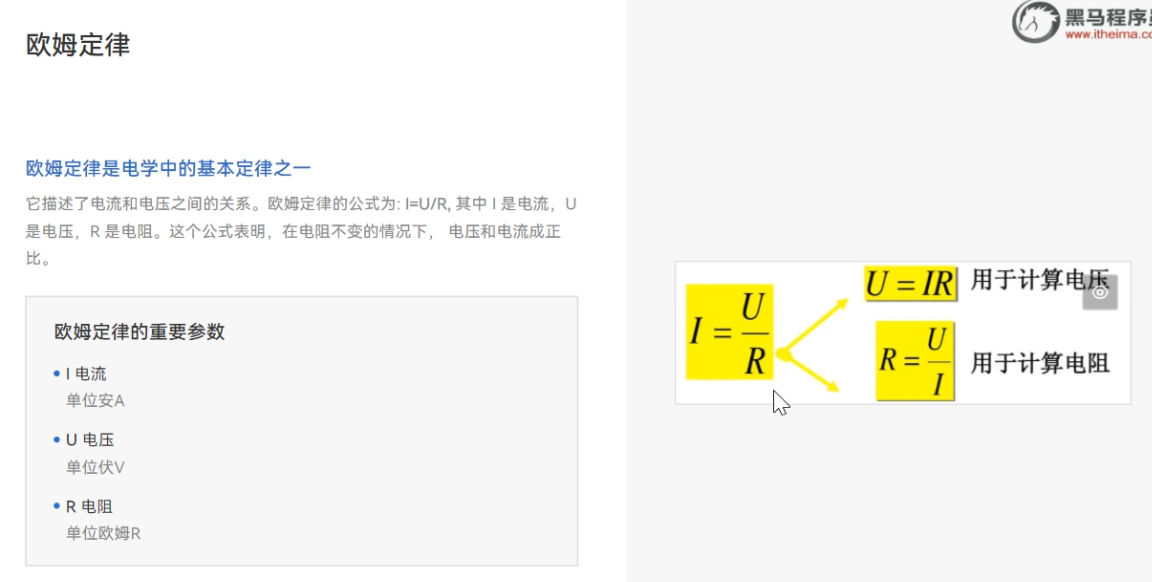 欧姆定律
黑马程序员
www.itheima.co
欧姆定律是电学中的基本定律之一
它描述了电流和电压之间的关系。欧姆定律的公式为: I=U/R, 其中 I 是电流，U
是电压，R 是电阻。这个公式表明，在电阻不变的情况下， 电压和电流成正
比。
欧姆定律的重要参数
I 电流
单位安A
U 电压
单位伏V
R 电阻
单位欧姆R
I = U/R
U = IR 用于计算电压
R = U/I 用于计算电阻